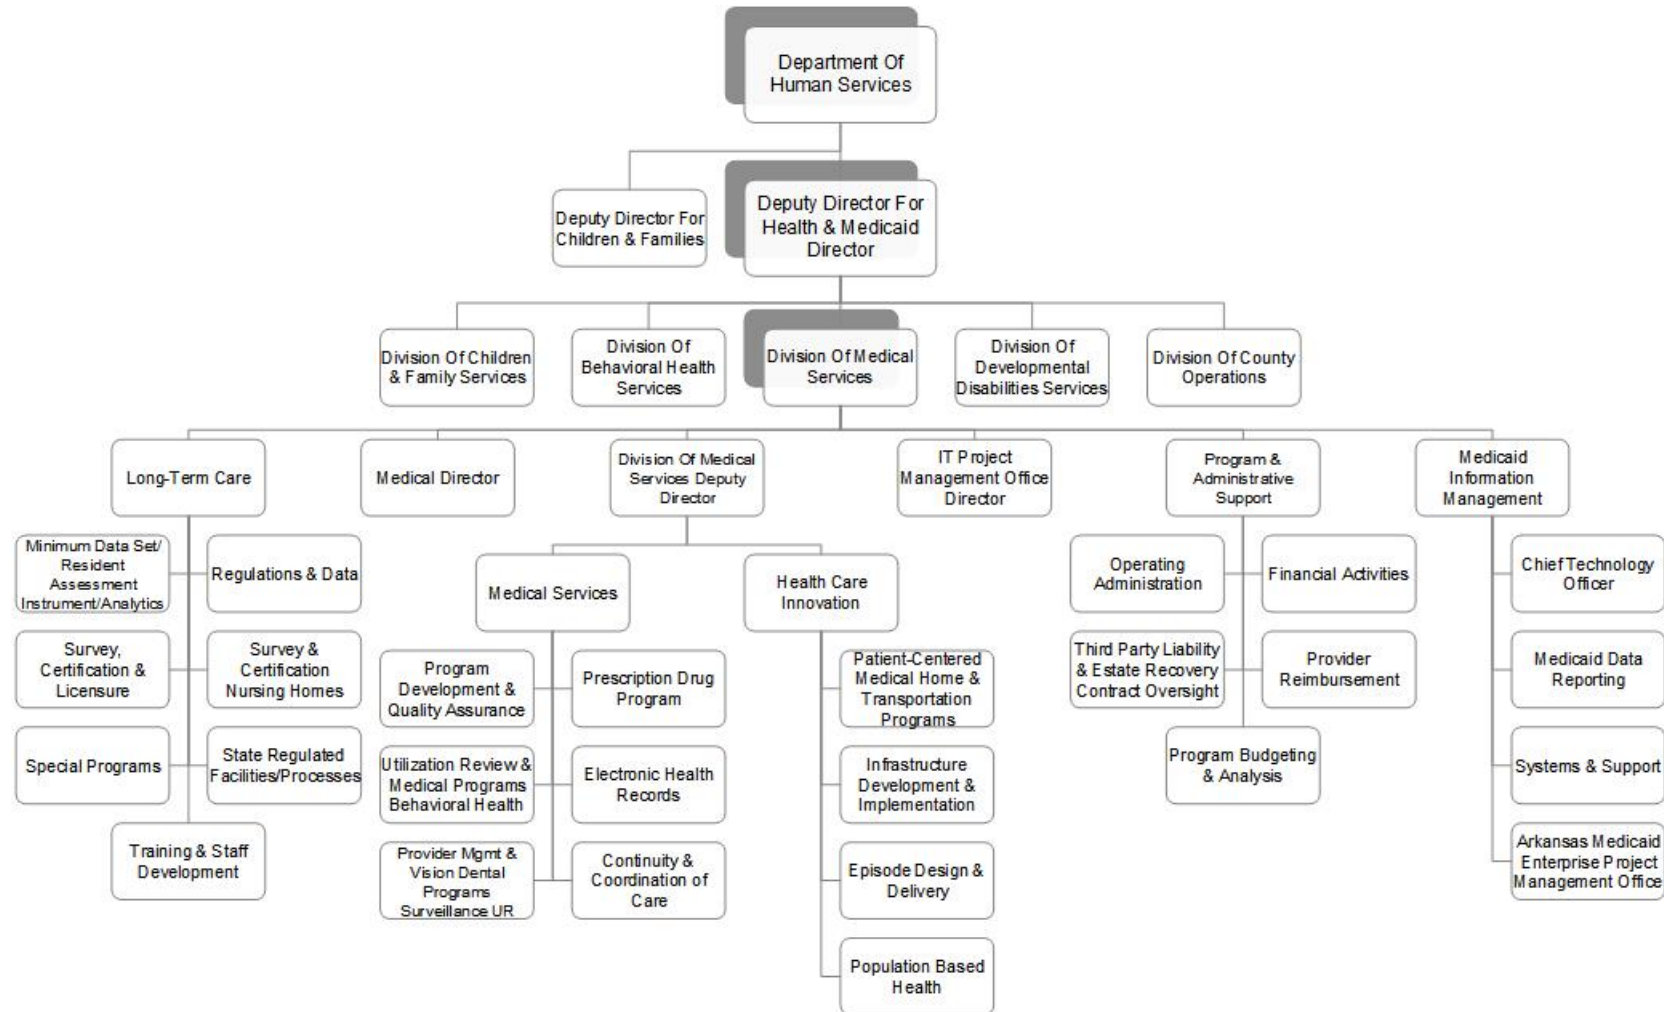 Department Of
Human Services
Deputy Director For
Children & Families
Deputy Director For
Health & Medicaid
Director
Division Of Children
& Family Services
Division Of
Behavioral Health
Services
Division Of Medical
Services
Division Of
Developmental
Disabilities Services
Division Of County
Operations
Long-Term Care
Medical Director
Division Of Medical
Services Deputy
Director
IT Project
Management Office
Director
Program &
Administrative
Support
Medicaid
Information
Management
Minimum Data Set/
Resident
Assessment
Instrument/Analytics
Regulations & Data
Survey,
Certification &
Licensure
Survey &
Certification
Nursing Homes
Special Programs
State Regulated
Facilities/Processes
Training & Staff
Development
Medical Services
Program
Development &
Quality Assurance
Prescription Drug
Program
Utilization Review &
Medical Programs
Behavioral Health
Electronic Health
Records
Provider Mgmt &
Vision Dental
Programs
Surveillance UR
Continuity &
Coordination of
Care
Health Care
Innovation
Patient-Centered
Medical Home &
Transportation
Programs
Infrastructure
Development &
Implementation
Episode Design &
Delivery
Population Based
Health
Operating
Administration
Financial Activities
Third Party Liability
& Estate Recovery
Contract Oversight
Provider
Reimbursement
Program Budgeting
& Analysis
Chief Technology
Officer
Medicaid Data
Reporting
Systems & Support
Arkansas Medicaid
Enterprise Project
Management Office